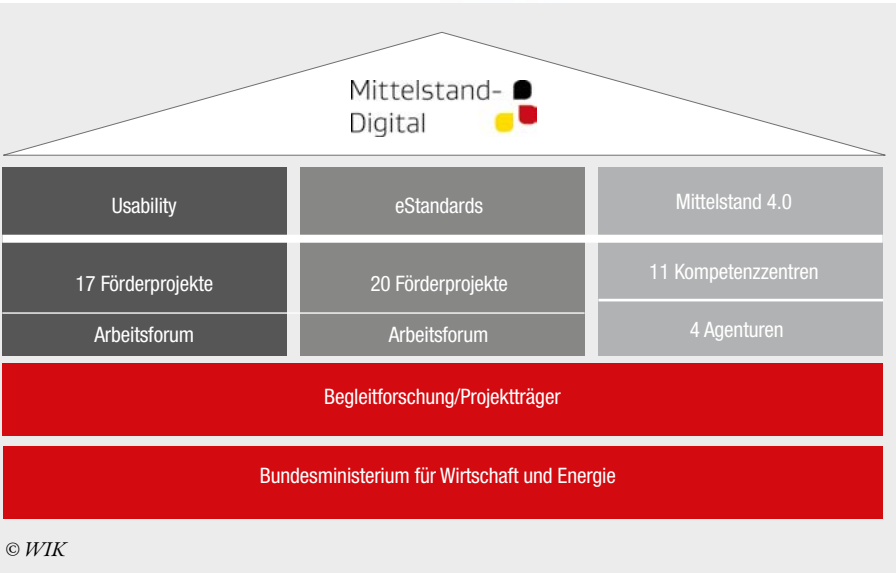 Mittelstand-
Digital
Usability
eStandards
Mittelstand 4.0
17 Förderprojekte
20 Förderprojekte
11 Kompetenzzentren
Arbeitsforum
Arbeitsforum
4 Agenturen
Begleitforschung/Projektträger
Bundesministerium für Wirtschaft und Energie
© WIK